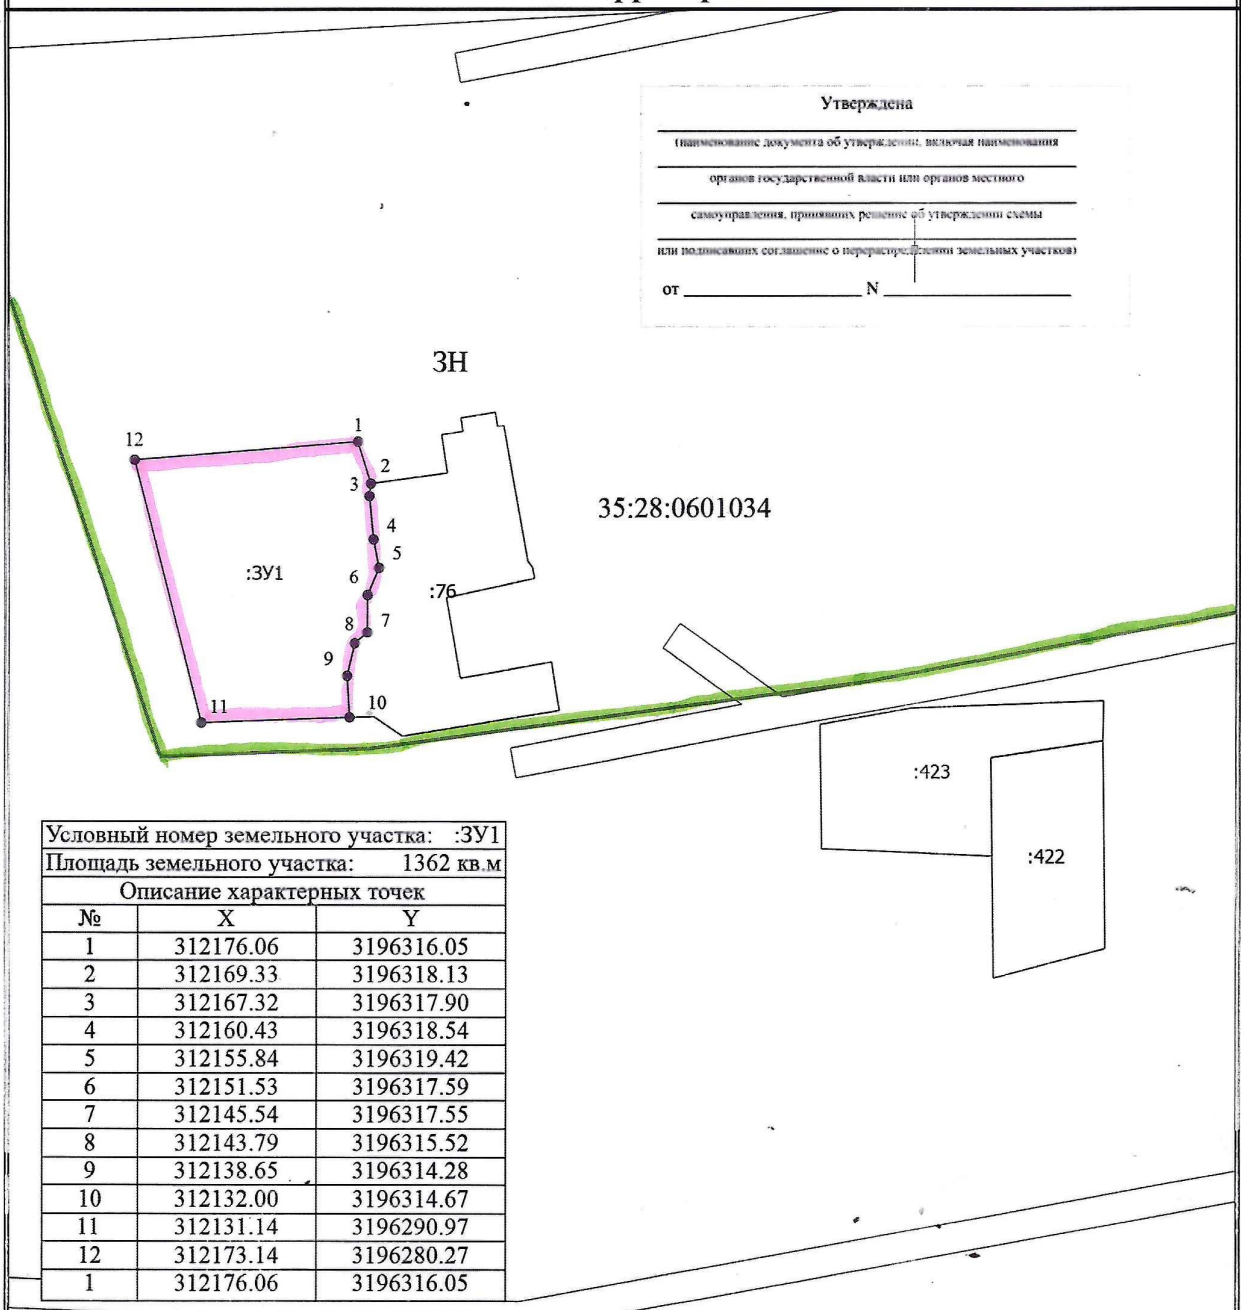 Утверждена
(наименование документа об утверждении, включая наименования
органов государственной власти или органов местного
самоуправления, принявших решение об утверждении схемы
или подписавших соглашение о перераспределении земельных участков)
от N
ЗН
1
12
2
3
35:28:0601034
4
5
:ЗУ1
6
:76
7
8
9
11
10
:423
:422
Условный номер земельного участка: :ЗУ1
Площадь земельного участка: 1362 кв.м
Описание характерных точек
№ X Y
1 312176.06 3196316.05
2 312169.33 3196318.13
3 312167.32 3196317.90
4 312160.43 3196318.54
5 312155.84 3196319.42
6 312151.53 3196317.59
7 312145.54 3196317.55
8 312143.79 3196315.52
9 312138.65 3196314.28
10 312132.00 3196314.67
11 312131.14 3196290.97
12 312173.14 3196280.27
1 312176.06 3196316.05